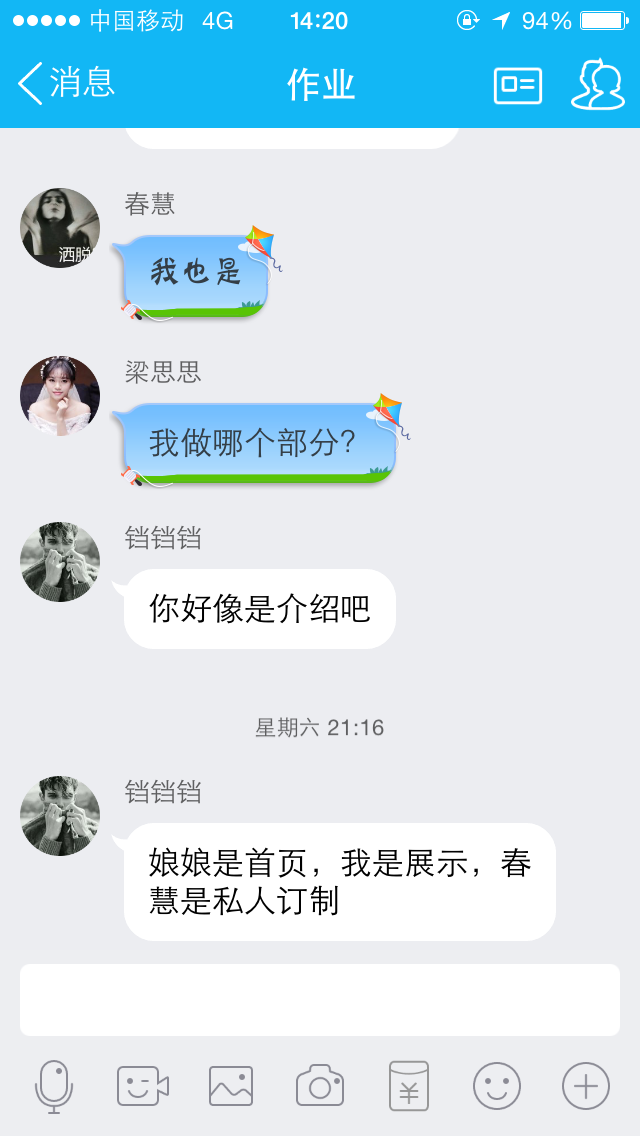 中国移动 4G 14:20 94%
消息 作业
春慧
洒脱
我也是
梁思思
我做哪个部分?
铛铛铛
你好像是介绍吧
星期六 21:16
铛铛铛
娘娘是首页，我是展示，春
慧是私人订制
¥